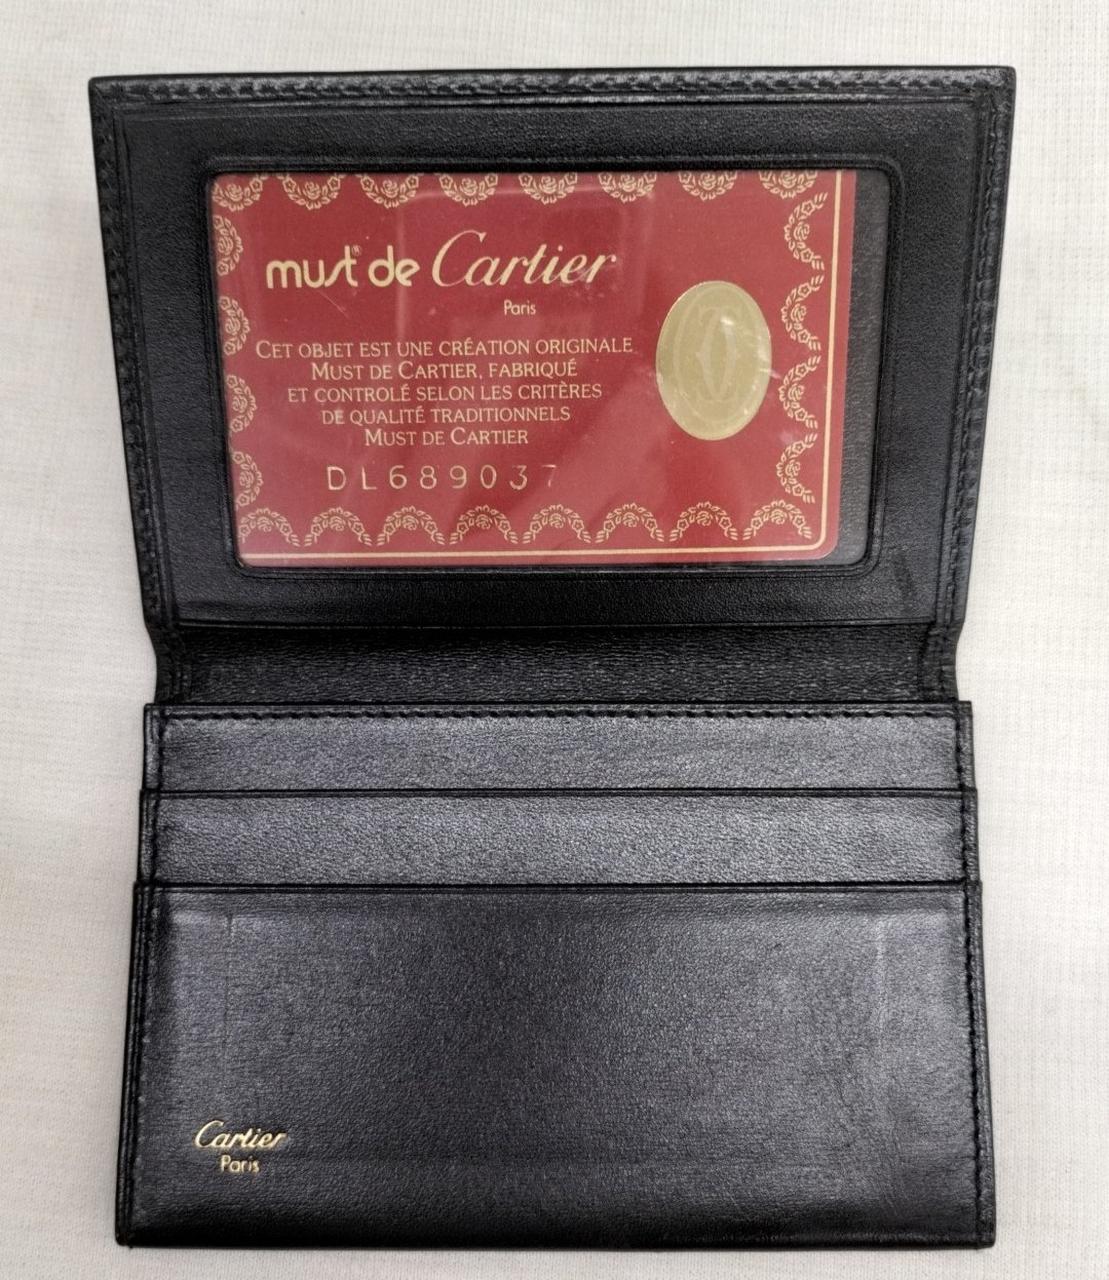 must® de Cartier
Paris
CET OBJET EST UNE CRÉATION ORIGINALE
MUST DE CARTIER, FABRIQUÉ
ET CONTROLÉ SELON LES CRITÈRES
DE QUALITÉ TRADITIONNELS
MUST DE CARTIER
DL689037
Cartier
Paris